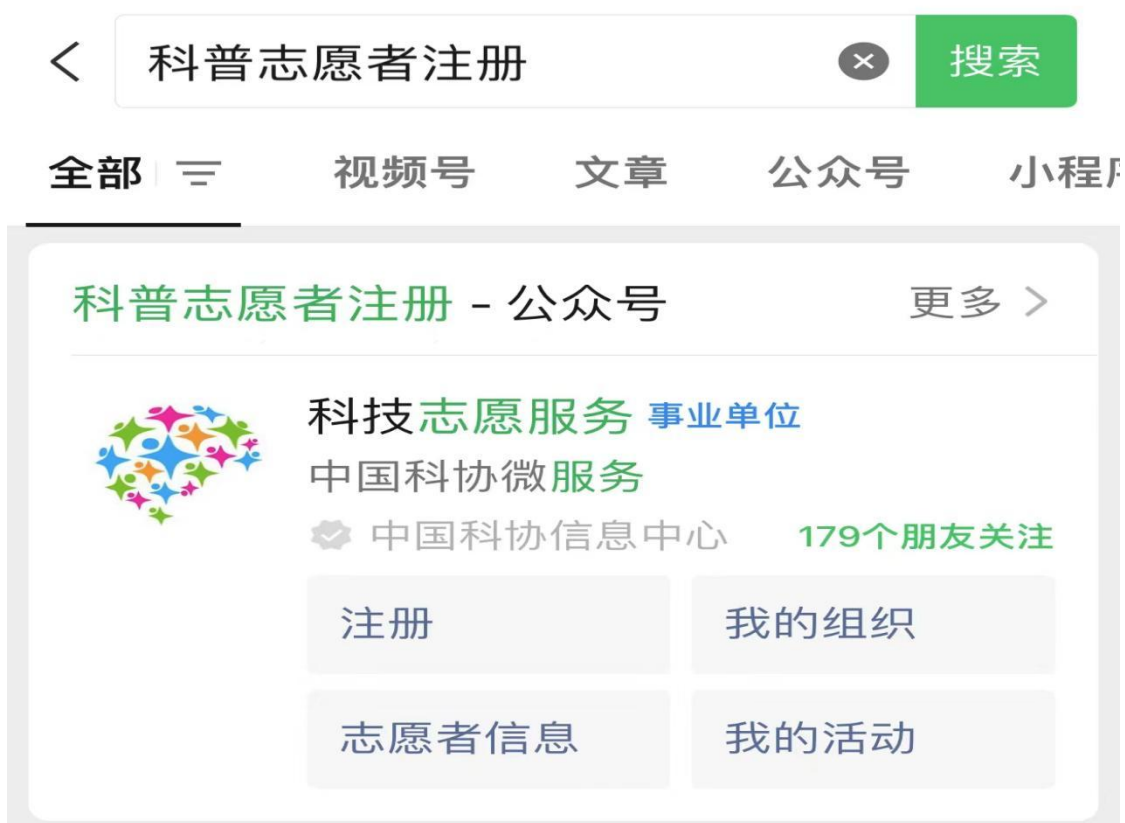 科普志愿者注册 搜索
全部 视频号 文章 公众号 小程序
科普志愿者注册 - 公众号 更多
科技志愿服务 事业单位
中国科协微服务
中国科协信息中心 179个朋友关注
注册 我的组织
志愿者信息 我的活动